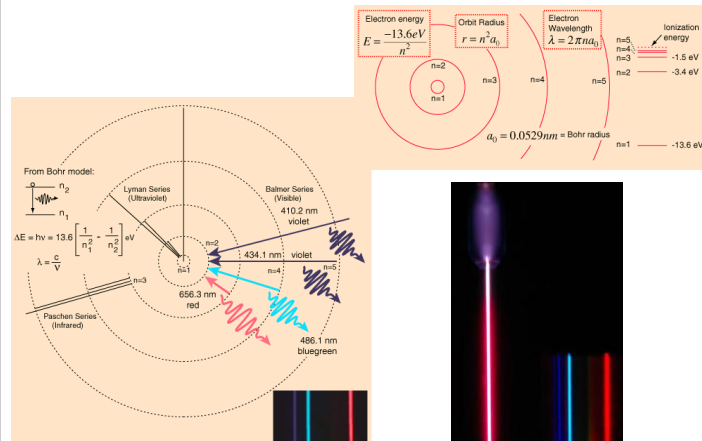 Electron energy
E = -13.6eV / n²
Orbit Radius
r = n²a₀
Electron
Wavelength
λ = 2πna₀
Ionization
energy
n=5
n=4
n=3
-1.5 eV
n=2
-3.4 eV
n=2
n=1
n=3
n=4
n=5
a₀ = 0.0529nm = Bohr radius
n=1
-13.6 eV
From Bohr model:
n₂
n₁
ΔE = hν = 13.6 [1/n₁² - 1/n₂²] eV
λ = c/ν
Lyman Series
(Ultraviolet)
Balmer Series
(Visible)
410.2 nm
violet
n=2
434.1 nm violet
n=1
n=4
n=5
n=3
656.3 nm
red
Paschen Series
(Infrared)
486.1 nm
bluegreen